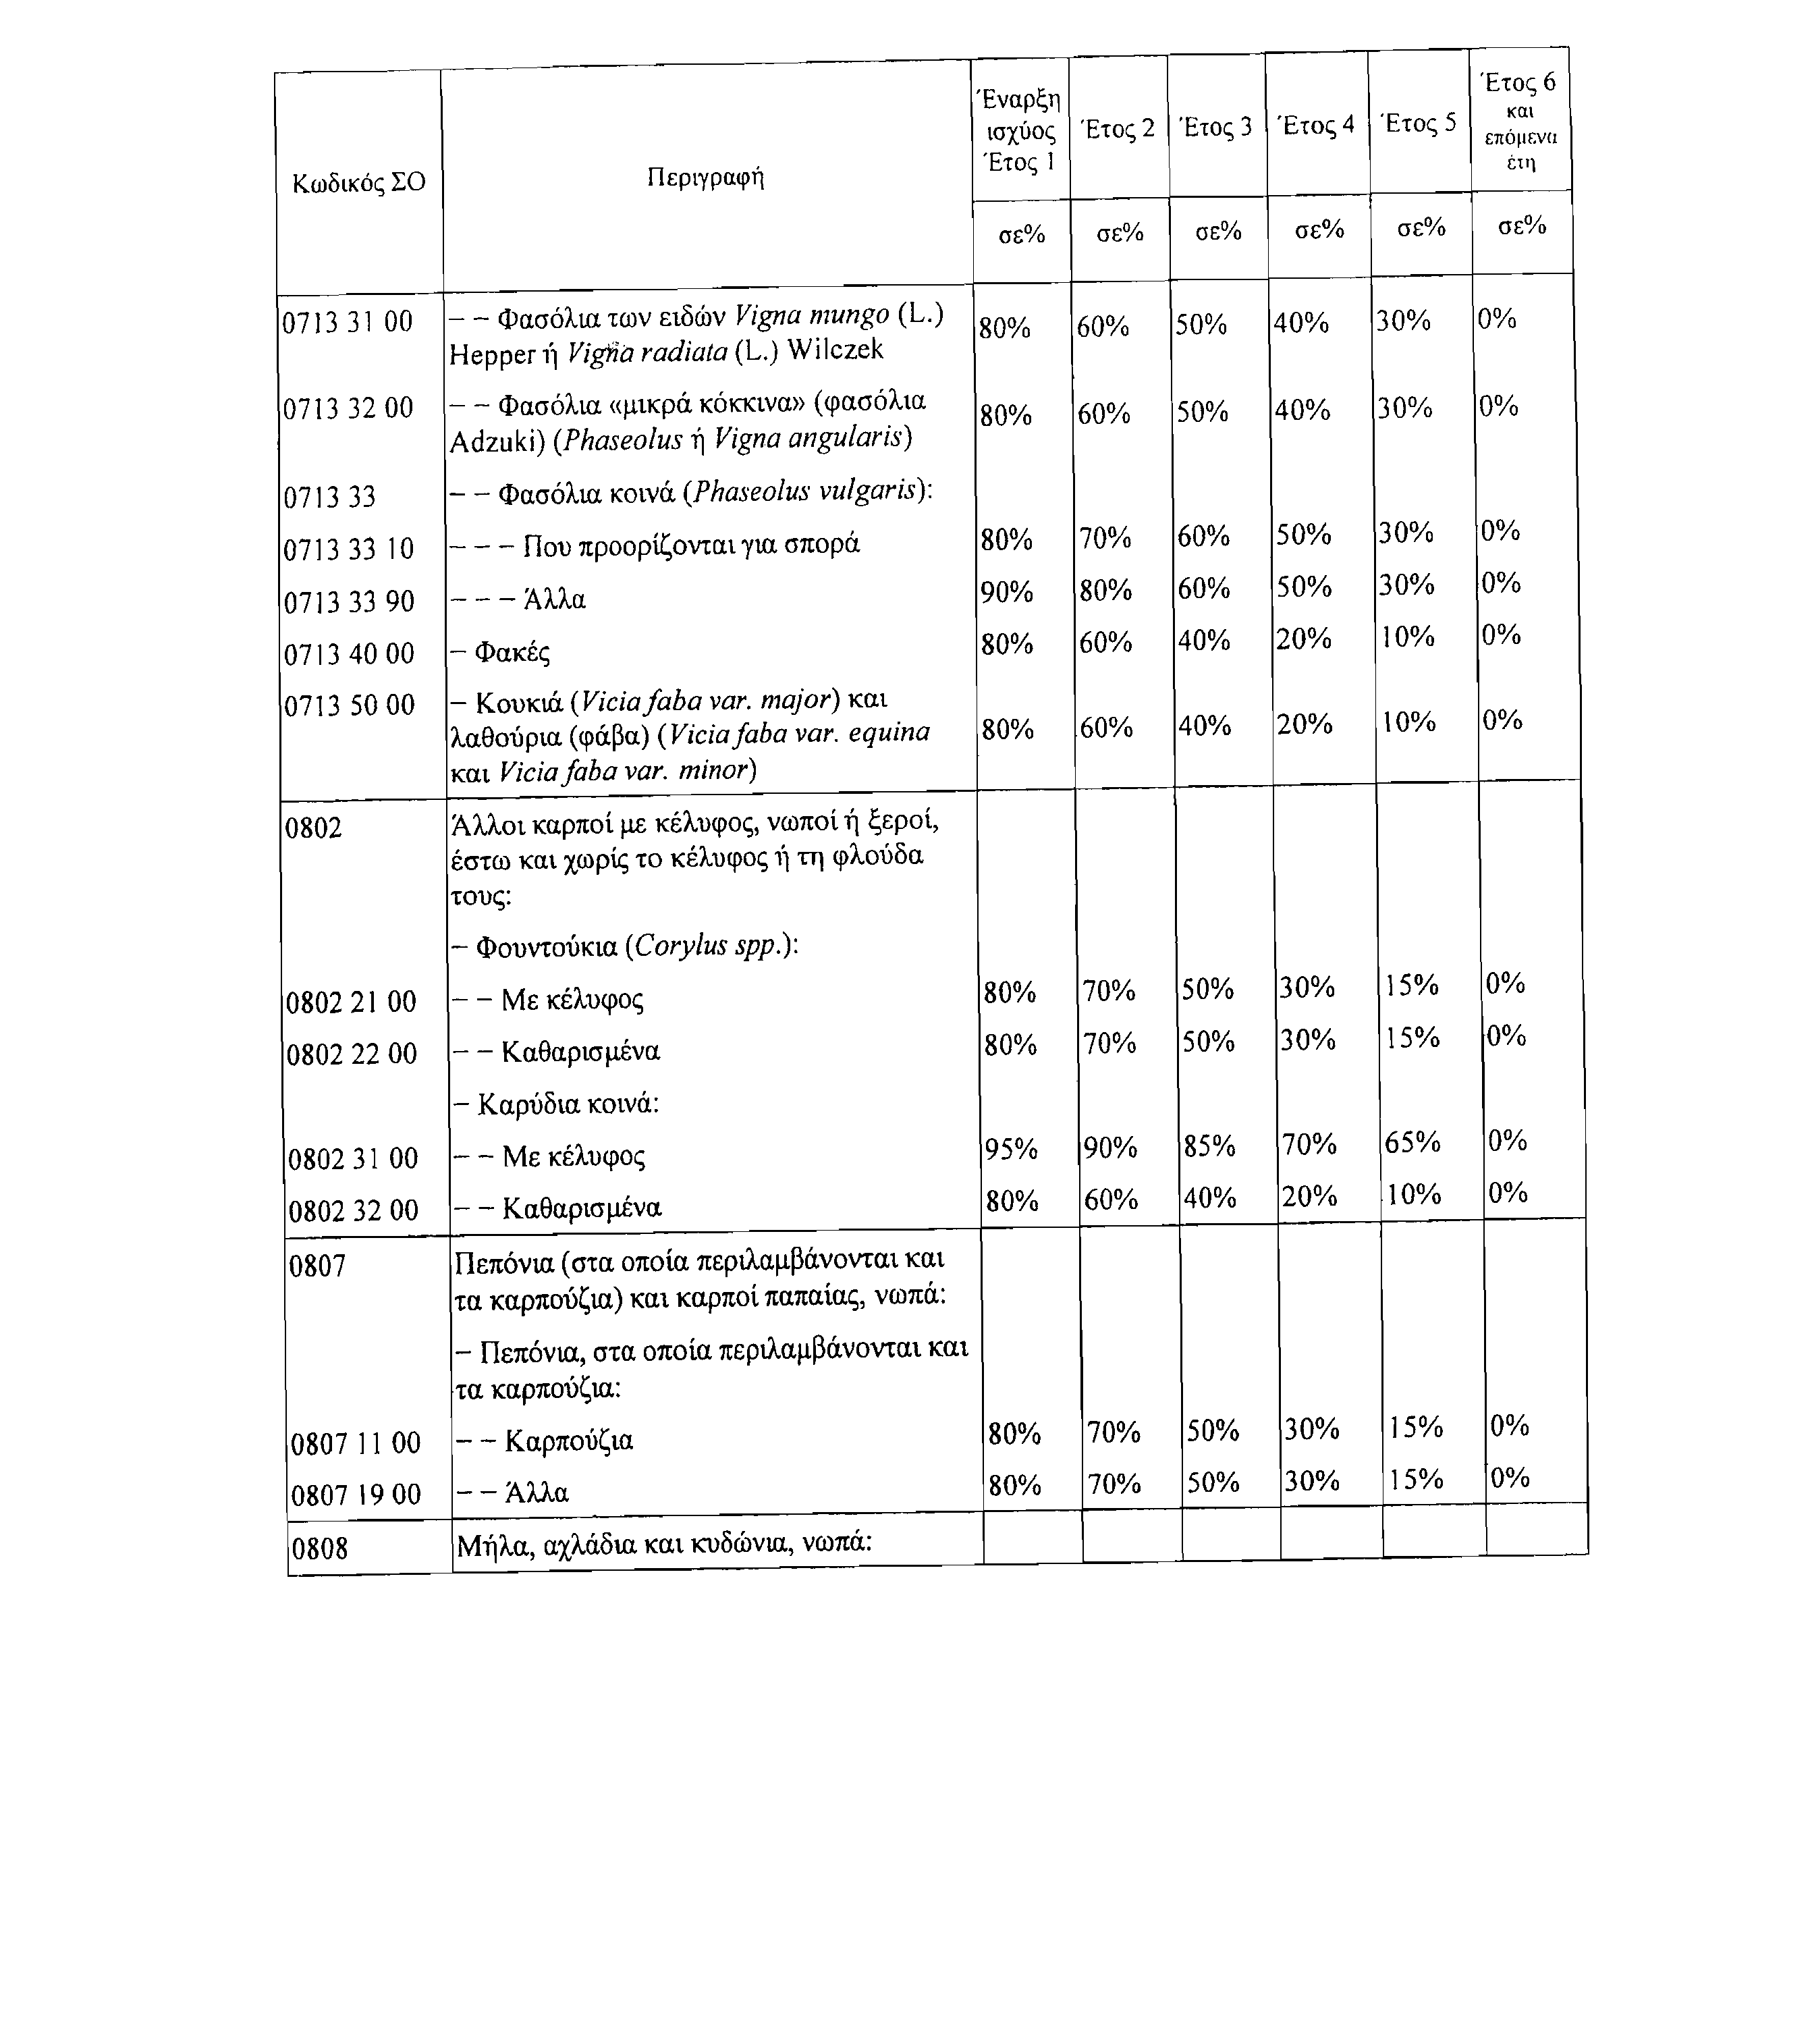 Κωδικός ΣΟ
Περιγραφή
Έναρξη
ισχύος
Έτος 1
Έτος 2
Έτος 3
Έτος 4
Έτος 5
Έτος 6
και
επόμενα
έτη
σε% σε% σε% σε% σε% σε%
0713 31 00 – – Φασόλια των ειδών Vigna mungo (L.)
Hepper ή Vigna radiata (L.) Wilczek 80% 60% 50% 40% 30% 0%
0713 32 00 – – Φασόλια «μικρά κόκκινα» (φασόλια
Adzuki) (Phaseolus ή Vigna angularis) 80% 60% 50% 40% 30% 0%
0713 33 – – Φασόλια κοινά (Phaseolus vulgaris):
0713 33 10 – – – Που προορίζονται για σπορά 80% 70% 60% 50% 30% 0%
0713 33 90 – – – Άλλα 90% 80% 60% 50% 30% 0%
0713 40 00 – Φακές 80% 60% 40% 20% 10% 0%
0713 50 00 – Κουκιά (Vicia faba var. major) και
λαθούρια (φάβα) (Vicia faba var. equina 80% 60% 40% 20% 10% 0%
και Vicia faba var. minor)
0802 Άλλοι καρποί με κέλυφος, νωποί ή ξεροί,
έστω και χωρίς το κέλυφος ή τη φλούδα
τους:
– Φουντούκια (Corylus spp.):
0802 21 00 – – Με κέλυφος 80% 70% 50% 30% 15% 0%
0802 22 00 – – Καθαρισμένα 80% 70% 50% 30% 15% 0%
– Καρύδια κοινά:
0802 31 00 – – Με κέλυφος 95% 90% 85% 70% 65% 0%
0802 32 00 – – Καθαρισμένα 80% 60% 40% 20% 10% 0%
0807 Πεπόνια (στα οποία περιλαμβάνονται και
τα καρπούζια) και καρποί παπαίας, νωπά:
– Πεπόνια, στα οποία περιλαμβάνονται και
τα καρπούζια:
0807 11 00 – – Καρπούζια 80% 70% 50% 30% 15% 0%
0807 19 00 – – Άλλα 80% 70% 50% 30% 15% 0%
0808 Μήλα, αχλάδια και κυδώνια, νωπά: